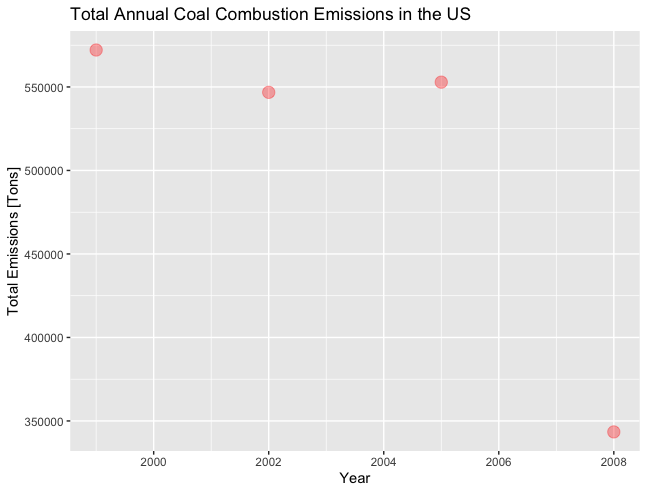 Total Annual Coal Combustion Emissions in the US
Total Emissions [Tons]
550000
500000
450000
400000
350000
2000 2002 2004 2006 2008
Year